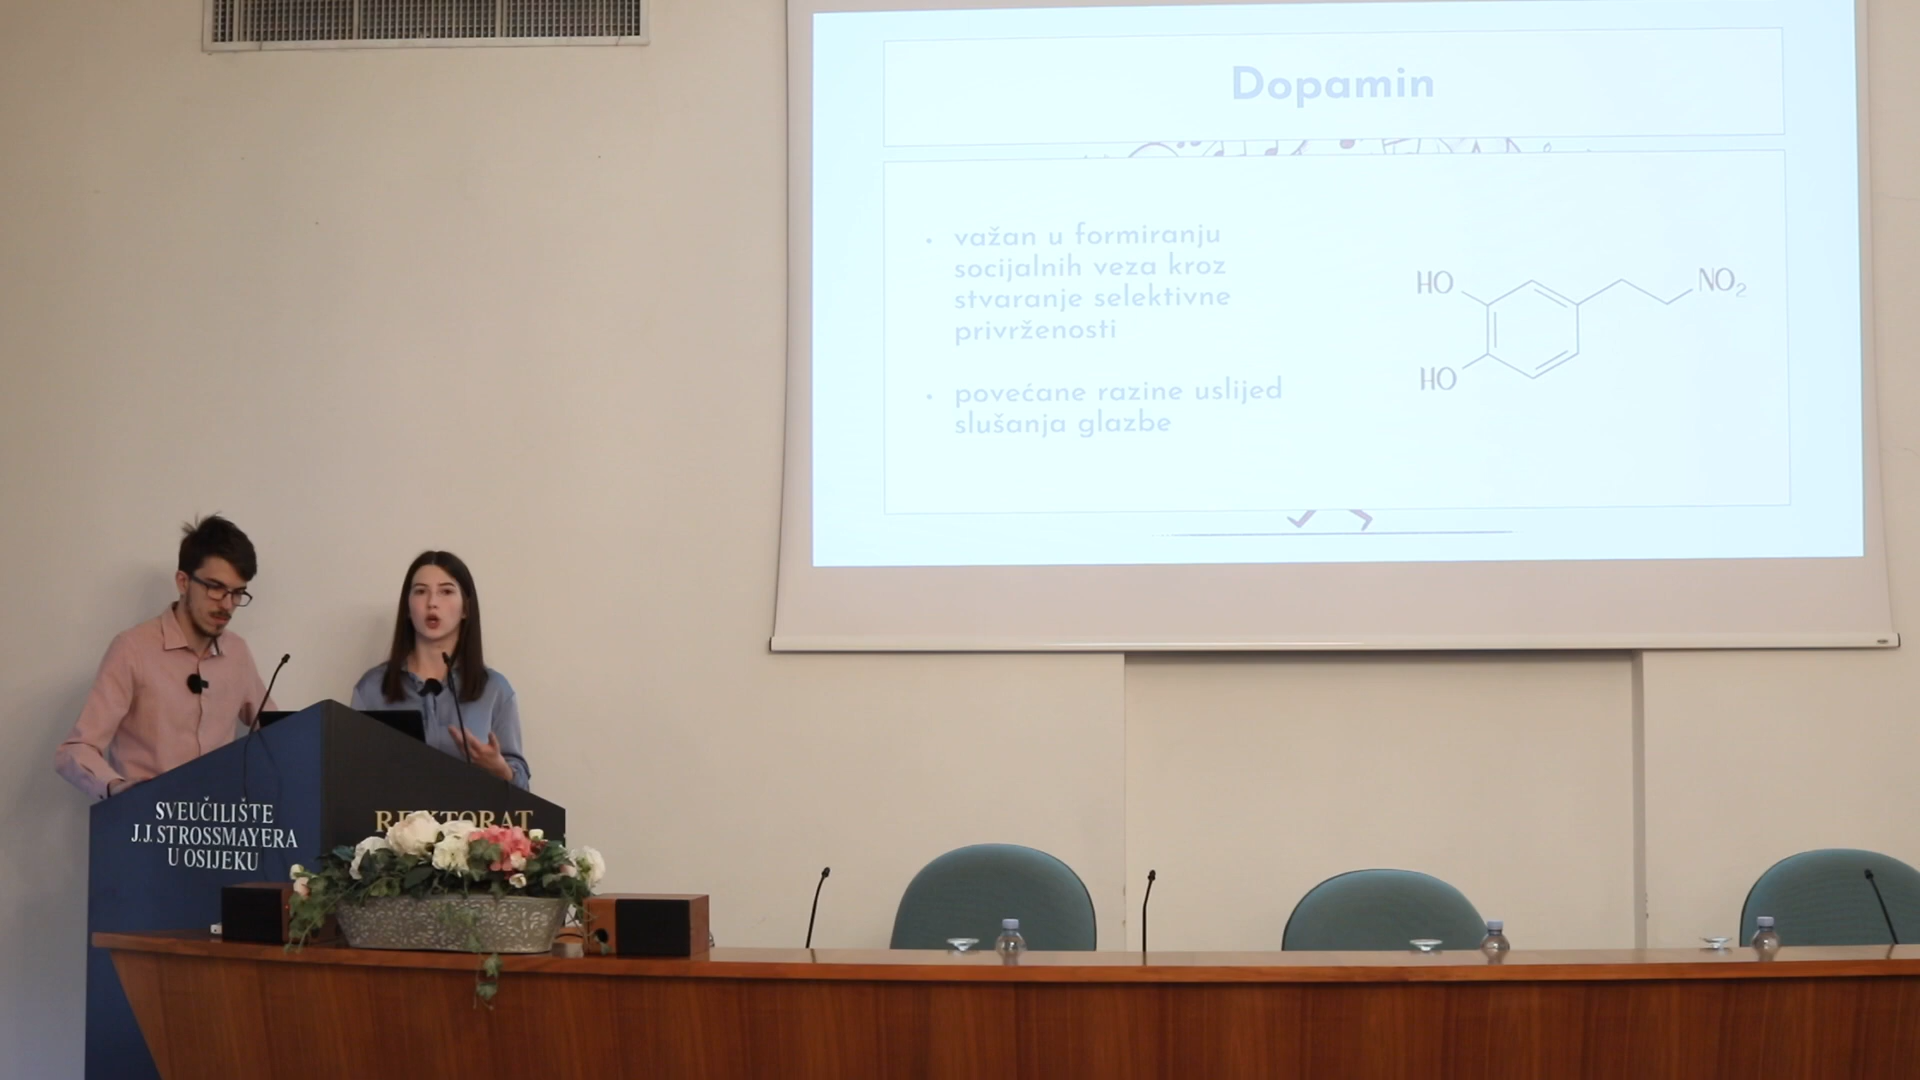 Dopamin
• važan u formiranju
socijalnih veza kroz
stvaranje selektivne
privrženosti
• povećane razine uslijed
slušanja glazbe
HO
NO₂
HO
SVEUČILIŠTE
J.J. STROSSMAYERA
U OSIJEKU
REKTORAT